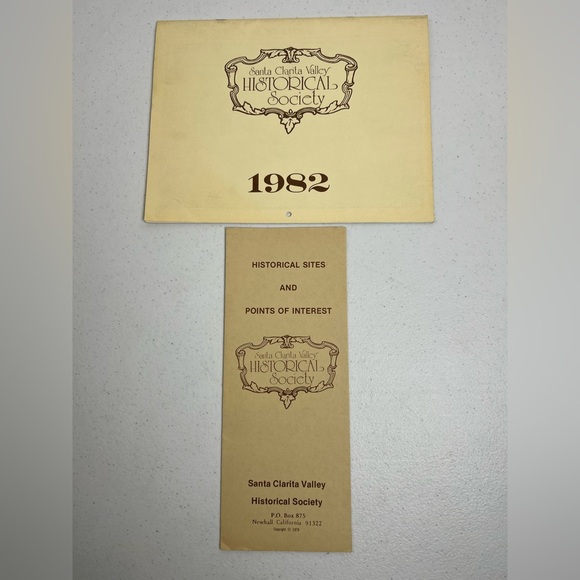 Santa Clarita Valley
HISTORICAL
Society
1982
HISTORICAL SITES
AND
POINTS OF INTEREST
Santa Clarita Valley
HISTORICAL
Society
Santa Clarita Valley
Historical Society
P.O. Box 875
Newhall California 91322